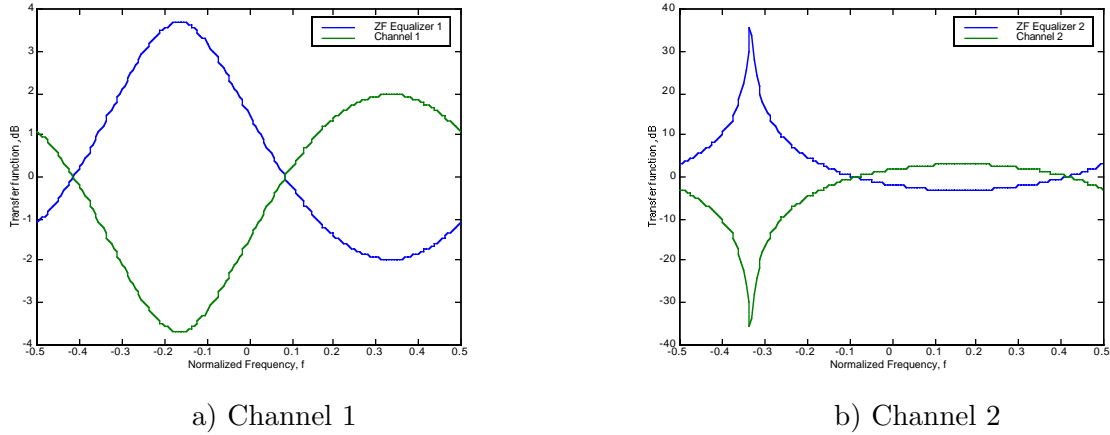 4
3
2
1
0
-1
-2
-3
-4
Transfer function, dB
-0.5 -0.4 -0.3 -0.2 -0.1 0 0.1 0.2 0.3 0.4 0.5
Normalized Frequency, f
ZF Equalizer 1
Channel 1
a) Channel 1
40
30
20
10
0
-10
-20
-30
-40
Transfer function, dB
-0.5 -0.4 -0.3 -0.2 -0.1 0 0.1 0.2 0.3 0.4 0.5
Normalized Frequency, f
ZF Equalizer 2
Channel 2
b) Channel 2